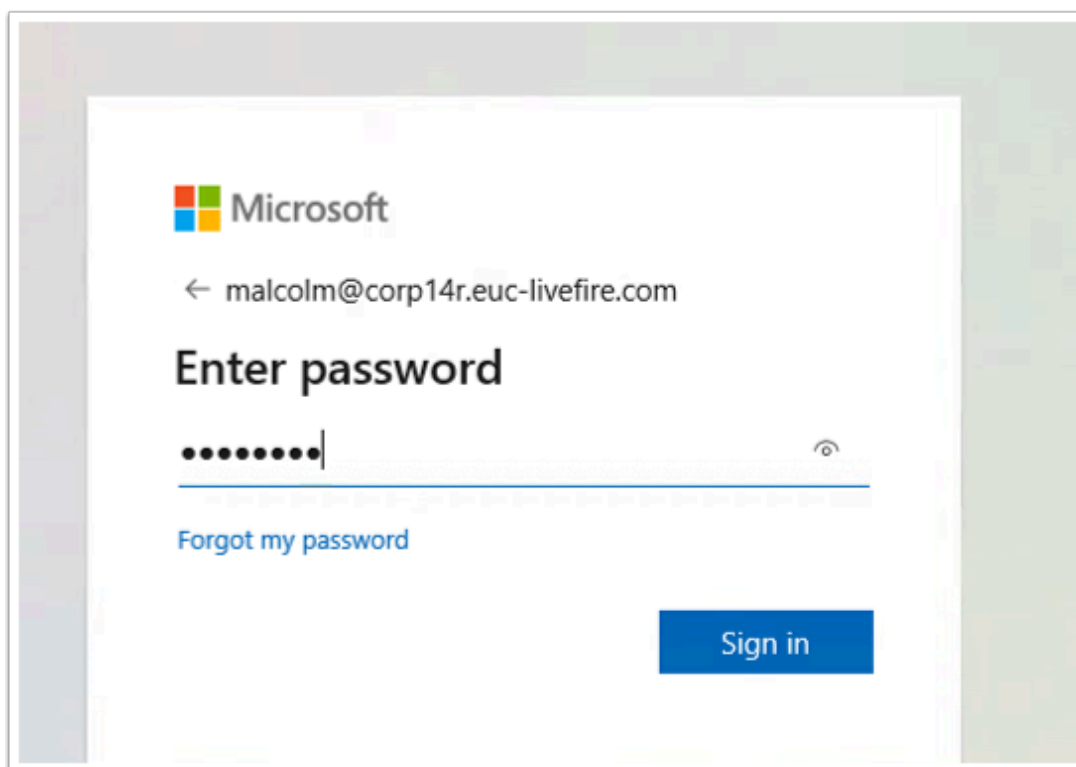 Microsoft
← malcolm@corp14r.euc-livefire.com
Enter password
••••••••
Forgot my password
Sign in